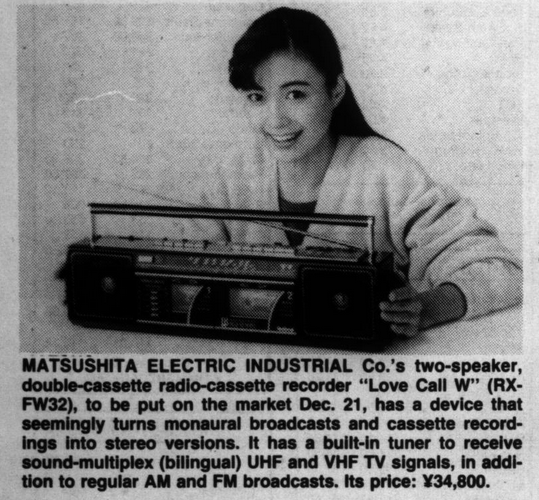 MATSUSHITA ELECTRIC INDUSTRIAL Co.'s two-speaker,
double-cassette radio-cassette recorder "Love Call W" (RX-
FW32), to be put on the market Dec. 21, has a device that
seemingly turns monaural broadcasts and cassette record-
ings into stereo versions. It has a built-in tuner to receive
sound-multiplex (bilingual) UHF and VHF TV signals, in addi-
tion to regular AM and FM broadcasts. Its price: ¥34,800.